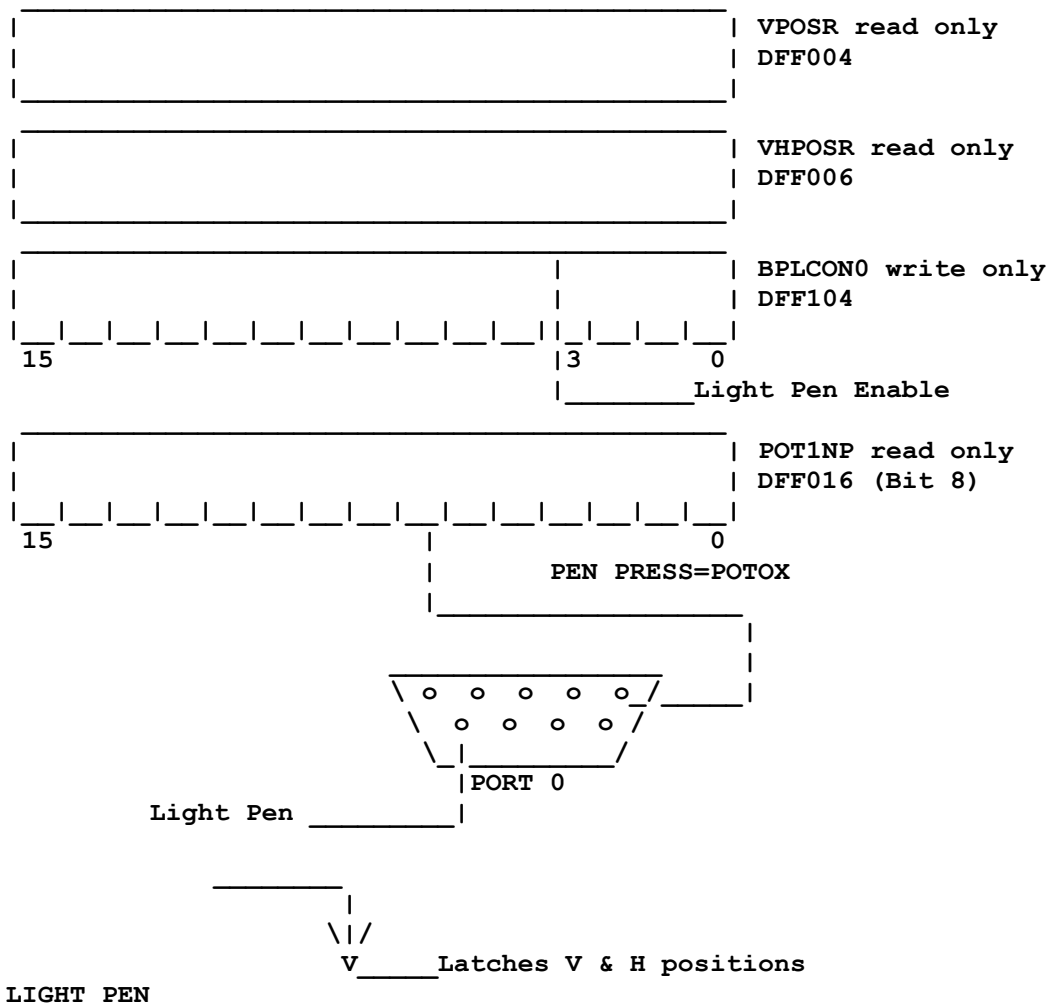 VPOSR read only
DFF004
VHPOSR read only
DFF006
BPLCON0 write only
DFF104
15 3 0
Light Pen Enable
POT1NP read only
DFF016 (Bit 8)
15 0
PEN PRESS=POTOX
PORT 0
Light Pen
V Latches V & H positions
LIGHT PEN